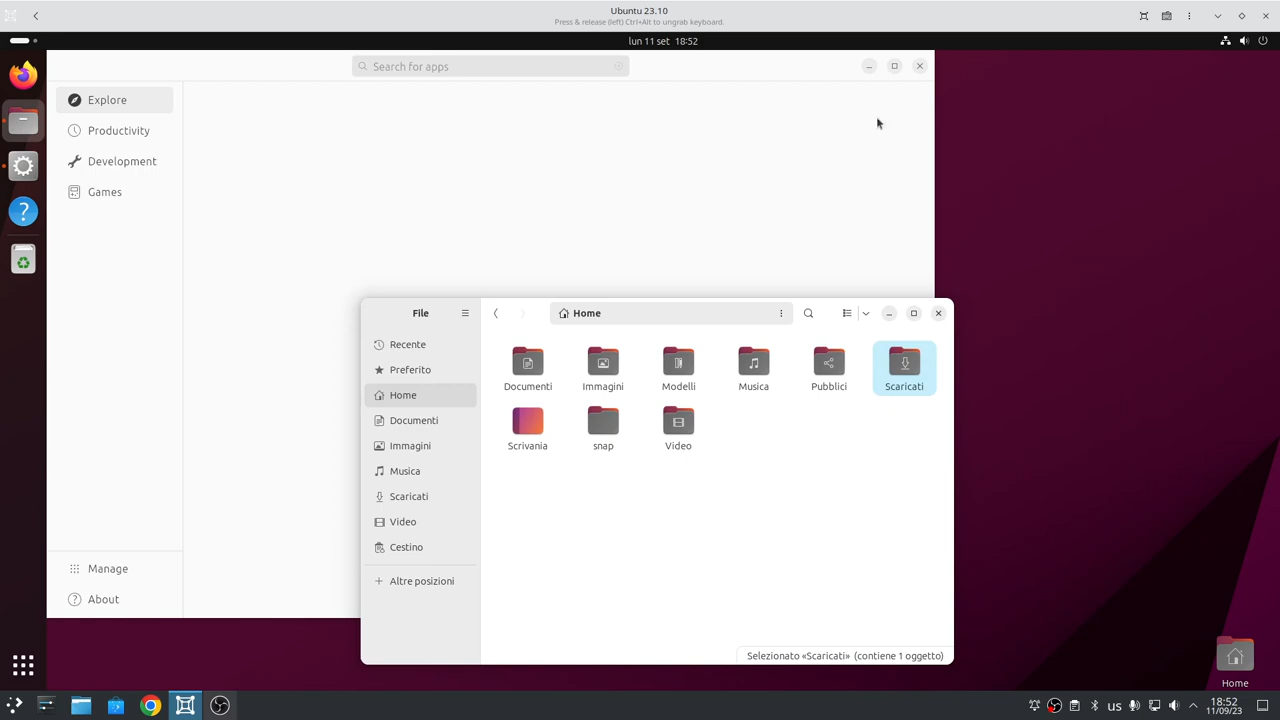 Ubuntu 23.10
Press & release (left) Ctrl+Alt to ungrab keyboard.
lun 11 set 18:52
Search for apps
Explore
Productivity
Development
Games
Manage
About
File
Home
Recente
Preferito
Home
Documenti
Immagini
Musica
Scaricati
Video
Cestino
Altre posizioni
Documenti
Immagini
Modelli
Musica
Pubblici
Scaricati
Scrivania
snap
Video
Selezionato «Scaricati» (contiene 1 oggetto)
Home
us
18:52
11/09/23